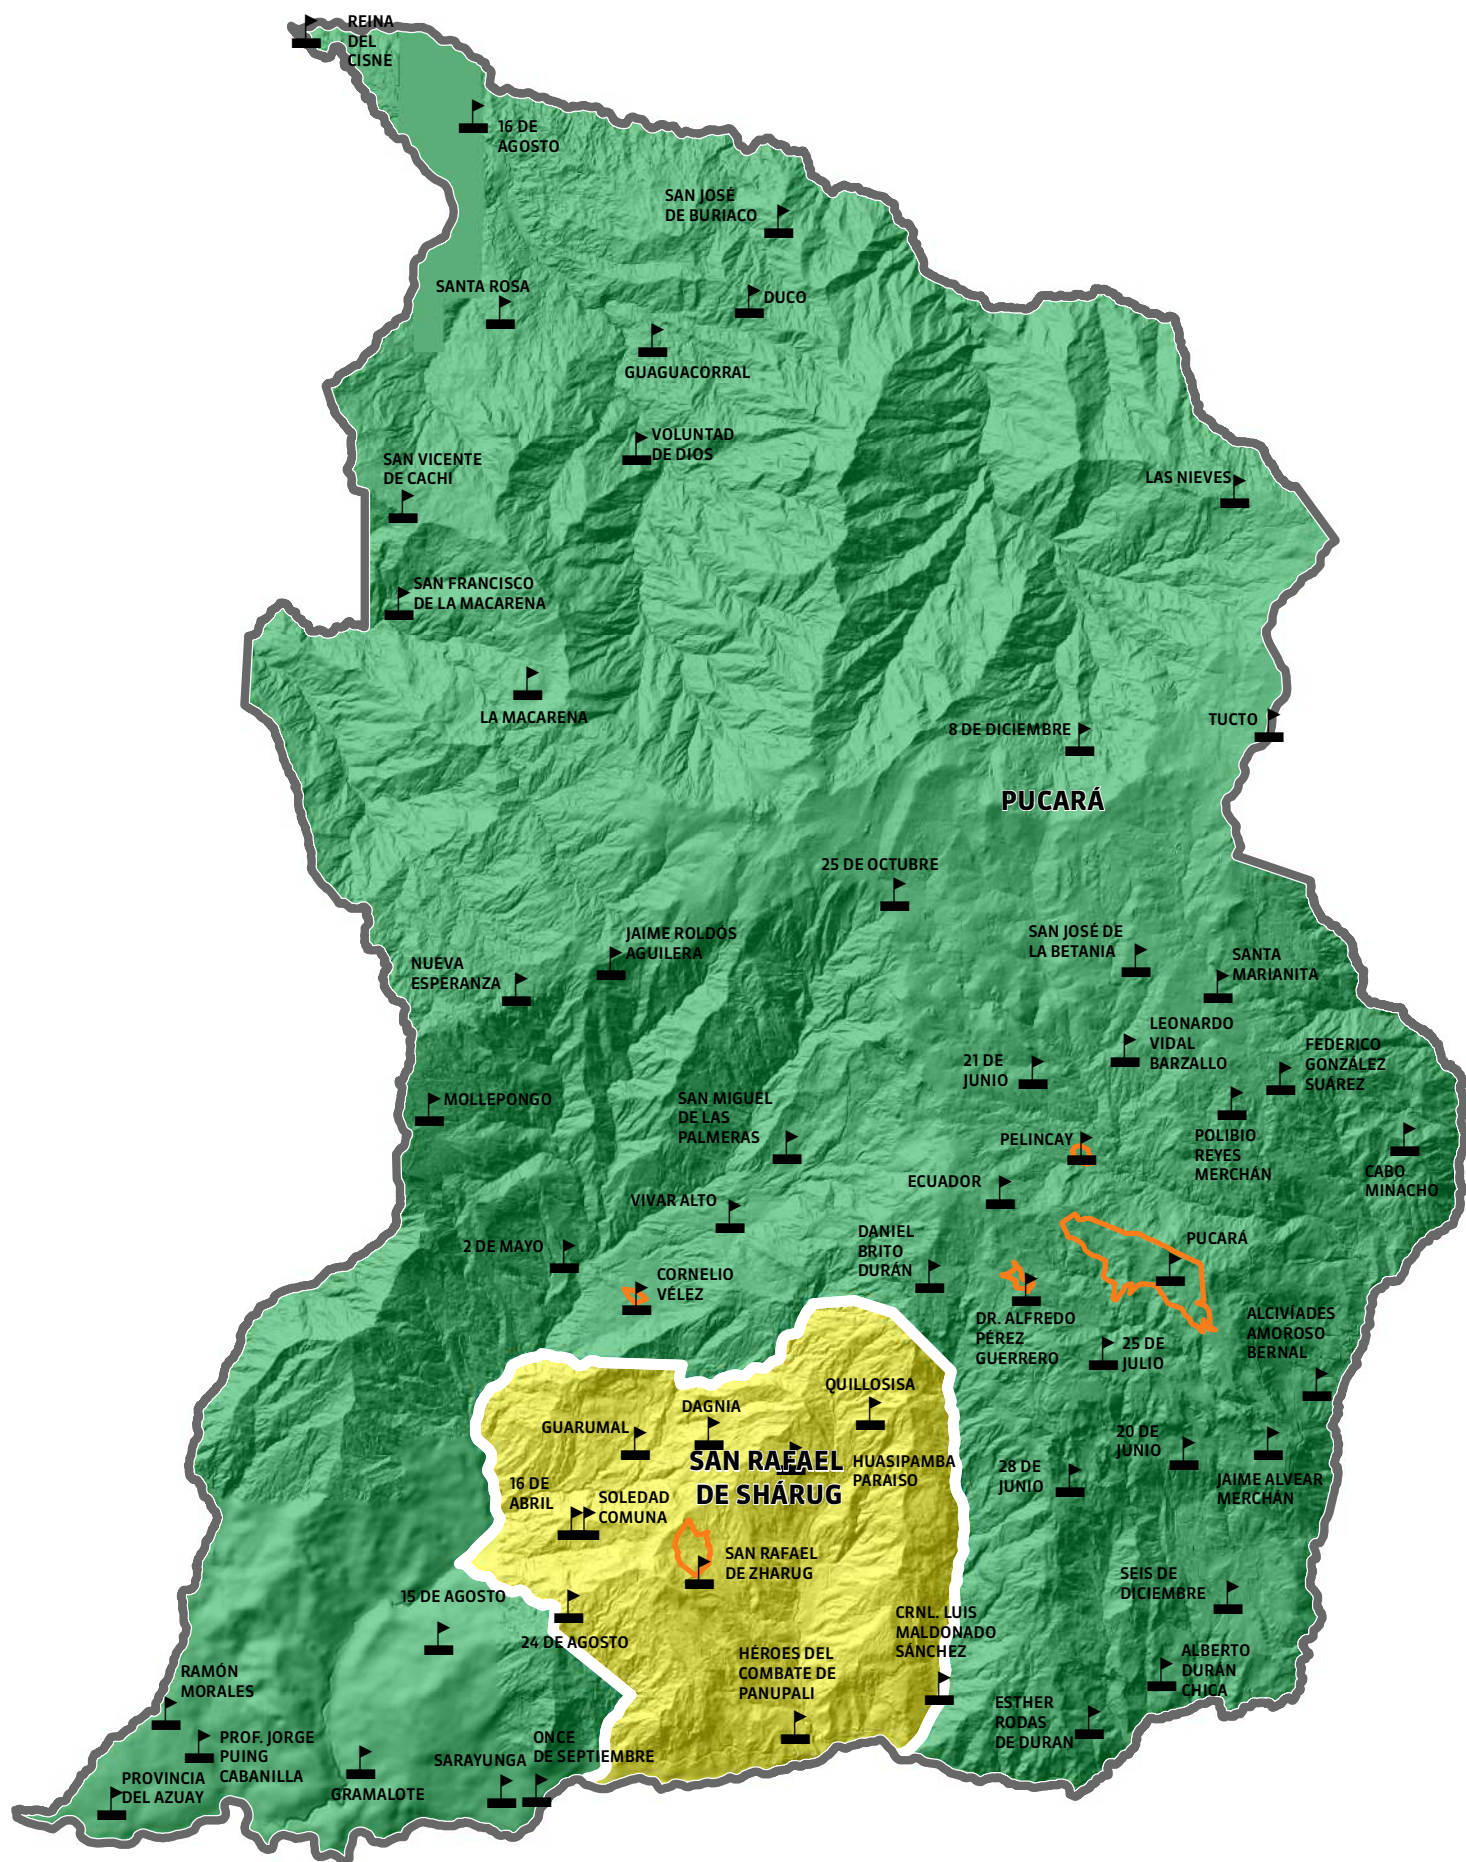 REINA
DEL
CISNE
16 DE
AGOSTO
SAN JOSÉ
DE BURIACO
SANTA ROSA
DUCO
GUAGUACORRAL
VOLUNTAD
DE DIOS
SAN VICENTE
DE CACHI
LAS NIEVES
SAN FRANCISCO
DE LA MACARENA
LA MACARENA
TUCTO
8 DE DICIEMBRE
PUCARÁ
25 DE OCTUBRE
JAIME ROLDÓS
AGUILERA
SAN JOSÉ DE
LA BETANIA
NUEVA
ESPERANZA
SANTA
MARIANITA
LEONARDO
VIDAL
BARZALLO
FEDERICO
GONZÁLEZ
SUÁREZ
21 DE
JUNIO
MOLLEPONGO
SAN MIGUEL
DE LAS
PALMERAS
PELINCAY
POLIBIO
REYES
MERCHÁN
CABO
MINACHO
ECUADOR
VIVAR ALTO
DANIEL
BRITO
DURÁN
PUCARÁ
2 DE MAYO
CORNELIO
VÉLEZ
DR. ALFREDO
PÉREZ
GUERRERO
ALCIVÍADES
AMOROSO
BERNAL
25 DE
JULIO
QUILLOSISA
DAGNIA
GUARUMAL
20 DE
JUNIO
SAN RAFAEL
DE SHÁRUG
HUASIPAMBA
PARAISO
28 DE
JUNIO
JAIME ALVEAR
MERCHÁN
16 DE
ABRIL
SOLEDAD
COMUNA
SAN RAFAEL
DE ZHARUG
SEIS DE
DICIEMBRE
15 DE AGOSTO
24 DE AGOSTO
CRNL. LUIS
MALDONADO
SÁNCHEZ
HÉROES DEL
COMBATE DE
PANUPALI
ALBERTO
DURÁN
CHICA
RAMÓN
MORALES
ESTHER
RODAS
DE DURAN
PROF. JORGE
PUING
CABANILLA
ONCE
DE SEPTIEMBRE
SARAYUNGA
PROVINCIA
DEL AZUAY
GRAMALOTE